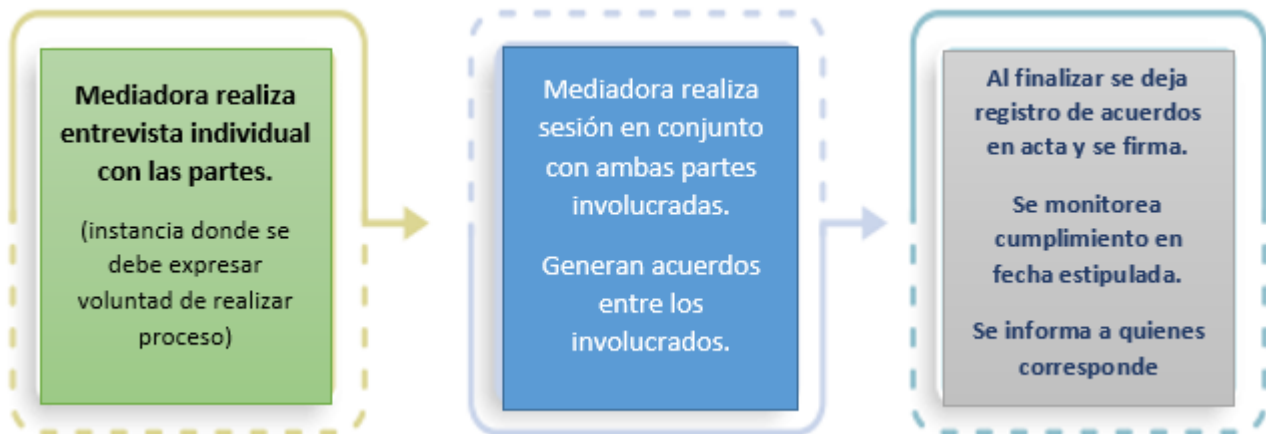 Mediadora realiza
entrevista individual
con las partes.
(instancia donde se
debe expresar
voluntad de realizar
proceso)
Mediadora realiza
sesión en conjunto
con ambas partes
involucradas.
Generan acuerdos
entre los
involucrados.
Al finalizar se deja
registro de acuerdos
en acta y se firma.
Se monitorea
cumplimiento en
fecha estipulada.
Se informa a quienes
corresponde